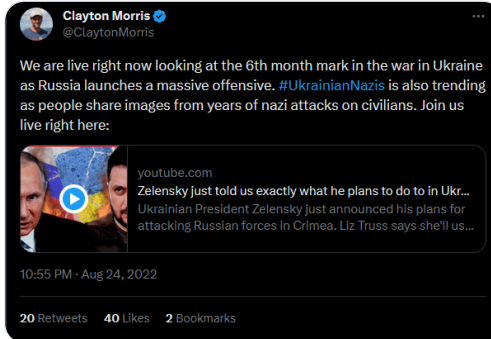 Clayton Morris
@ClaytonMorris
We are live right now looking at the 6th month mark in the war in Ukraine
as Russia launches a massive offensive. #UkrainianNazis is also trending
as people share images from years of nazi attacks on civilians. Join us
live right here:
youtube.com
Zelensky just told us exactly what he plans to do to in Ukr...
Ukrainian President Zelensky just announced his plans for
attacking Russian forces in Crimea. Liz Truss says she'll us...
10:55 PM · Aug 24, 2022
20 Retweets 40 Likes 2 Bookmarks